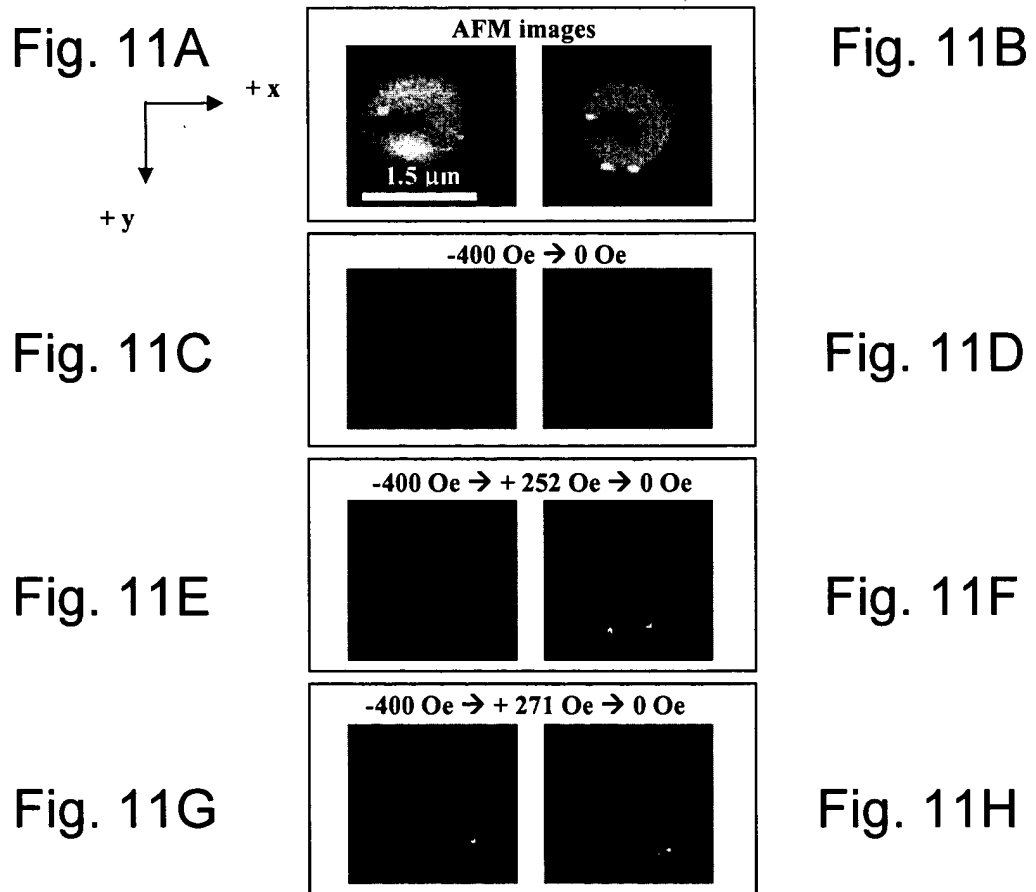 Fig. 11A
AFM images
Fig. 11B
+ x
+ y
1.5 μm
-400 Oe → 0 Oe
Fig. 11C
Fig. 11D
-400 Oe → + 252 Oe → 0 Oe
Fig. 11E
Fig. 11F
-400 Oe → + 271 Oe → 0 Oe
Fig. 11G
Fig. 11H